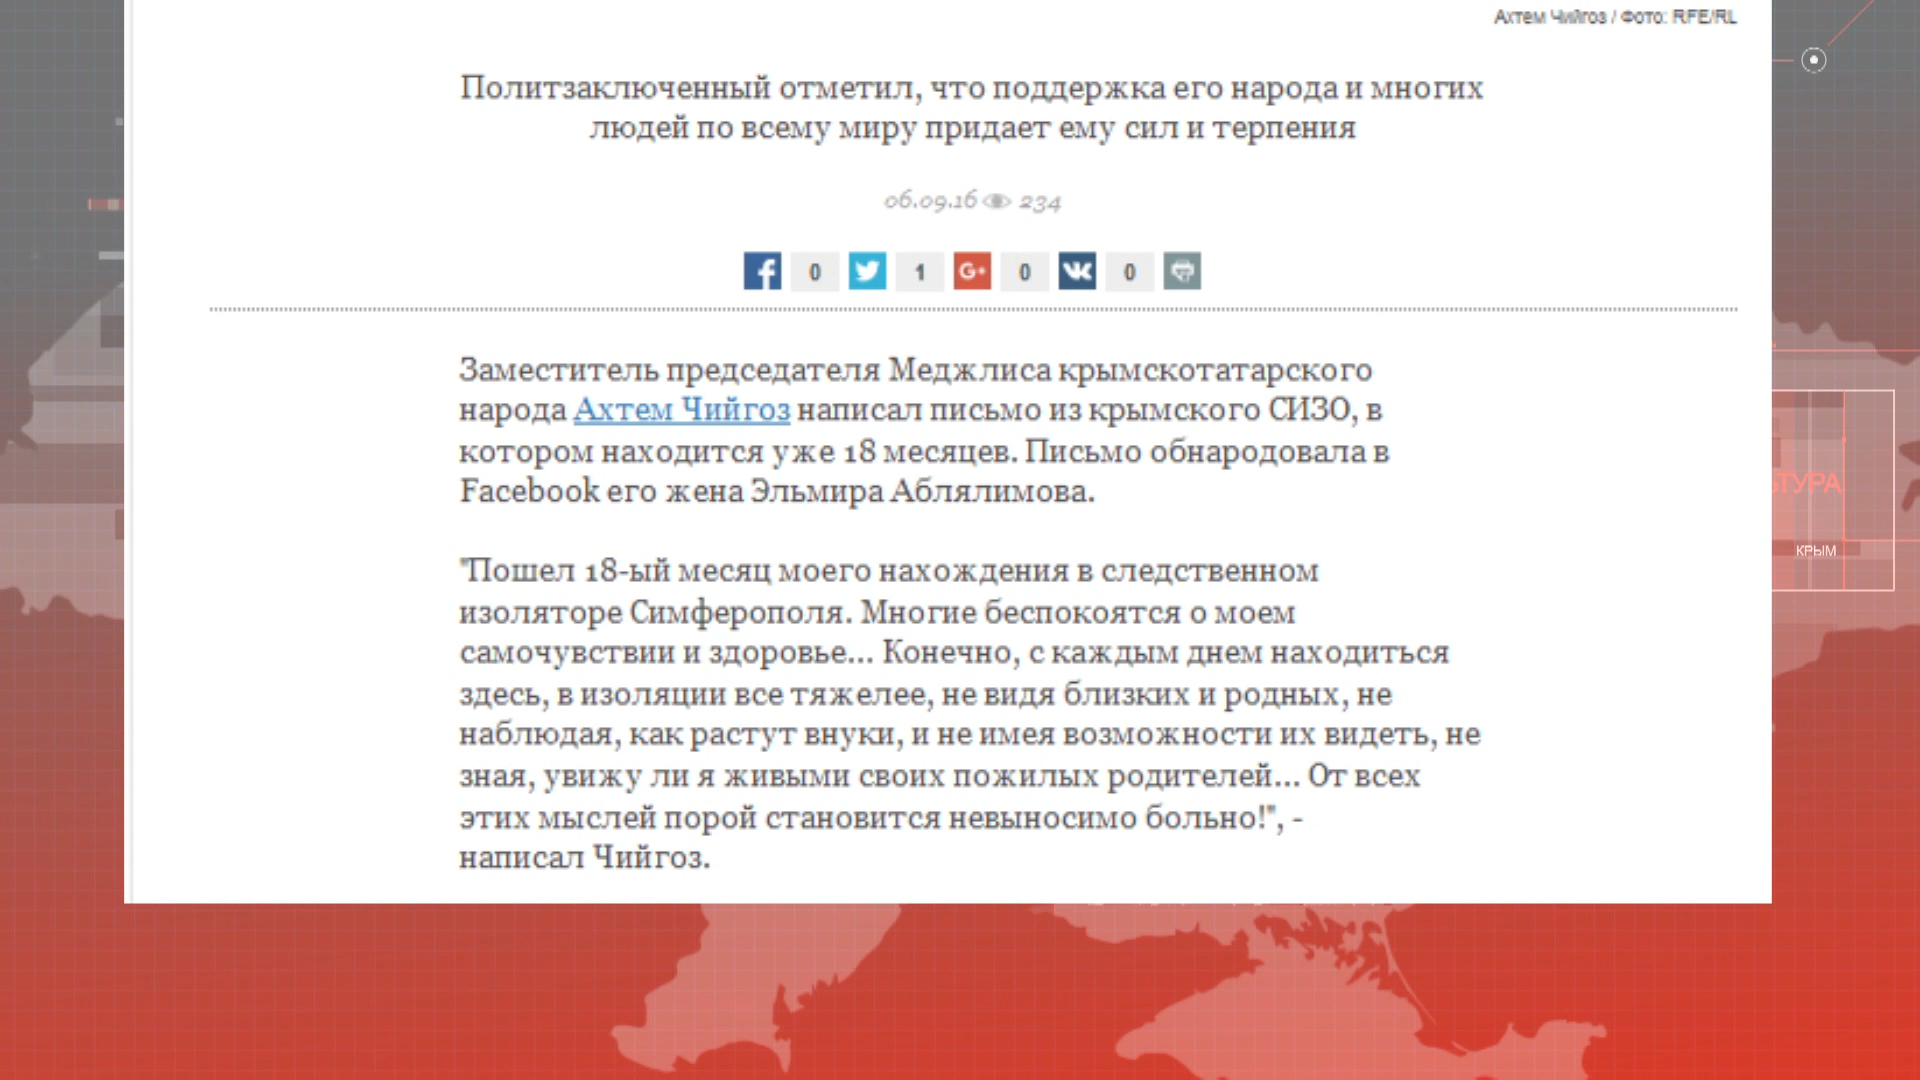 Ахтем Чийгоз / Фото: RFE/RL
Политзаключенный отметил, что поддержка его народа и многих
людей по всему миру придает ему сил и терпения
06.09.16 234
0 1 G+ 0 0
Заместитель председателя Меджлиса крымскотатарского
народа Ахтем Чийгоз написал письмо из крымского СИЗО, в
котором находится уже 18 месяцев. Письмо обнародовала в
Facebook его жена Эльмира Аблялимова.
"Пошел 18-ый месяц моего нахождения в следственном
изоляторе Симферополя. Многие беспокоятся о моем
самочувствии и здоровье... Конечно, с каждым днем находиться
здесь, в изоляции все тяжелее, не видя близких и родных, не
наблюдая, как растут внуки, и не имея возможности их видеть, не
зная, увижу ли я живыми своих пожилых родителей... От всех
этих мыслей порой становится невыносимо больно!", -
написал Чийгоз.
ТУРА
КРЫМ